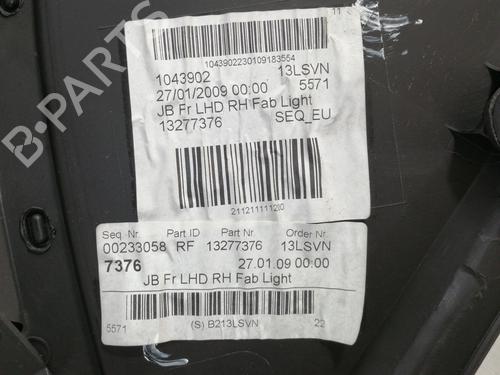 11 S
1043902230109183554
1043902 13LSVN
27/01/2009 00:00 5571
JB Fr LHD RH Fab Light
13277376 SEQ_EU
Seq. Nr. Part ID Part Nr. Order Nr.
00233058 RF 13277376 13LSVN
7376 27.01.09 00:00
JB Fr LHD RH Fab Light
5571 (S) B213LSVN 22
B-PARTS